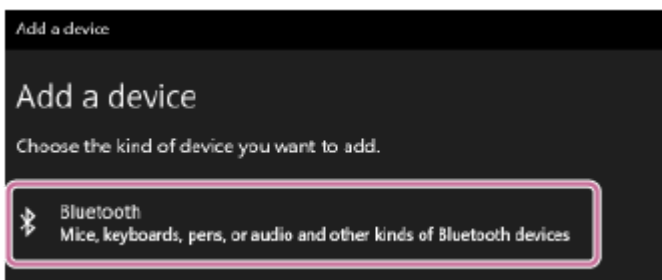 Add a device
Add a device
Choose the kind of device you want to add.
Bluetooth
Mice, keyboards, pens, or audio and other kinds of Bluetooth devices